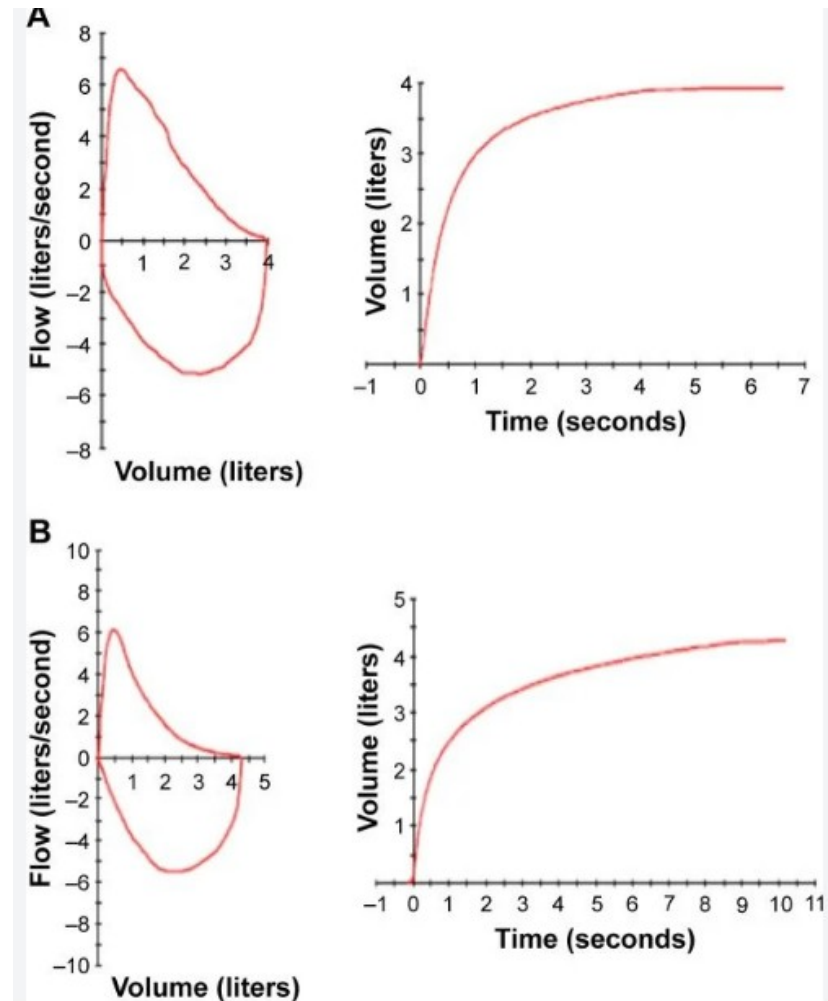 A
8
6
4
2
0
–2
–4
–6
–8
1 2 3 4
Flow (liters/second)
Volume (liters)
4
3
2
1
–1 0 1 2 3 4 5 6 7
Volume (liters)
Time (seconds)
B
10
8
6
4
2
0
–2
–4
–6
–8
–10
1 2 3 4 5
Flow (liters/second)
Volume (liters)
5
4
3
2
1
–1 0 1 2 3 4 5 6 7 8 9 10 11
Volume (liters)
Time (seconds)